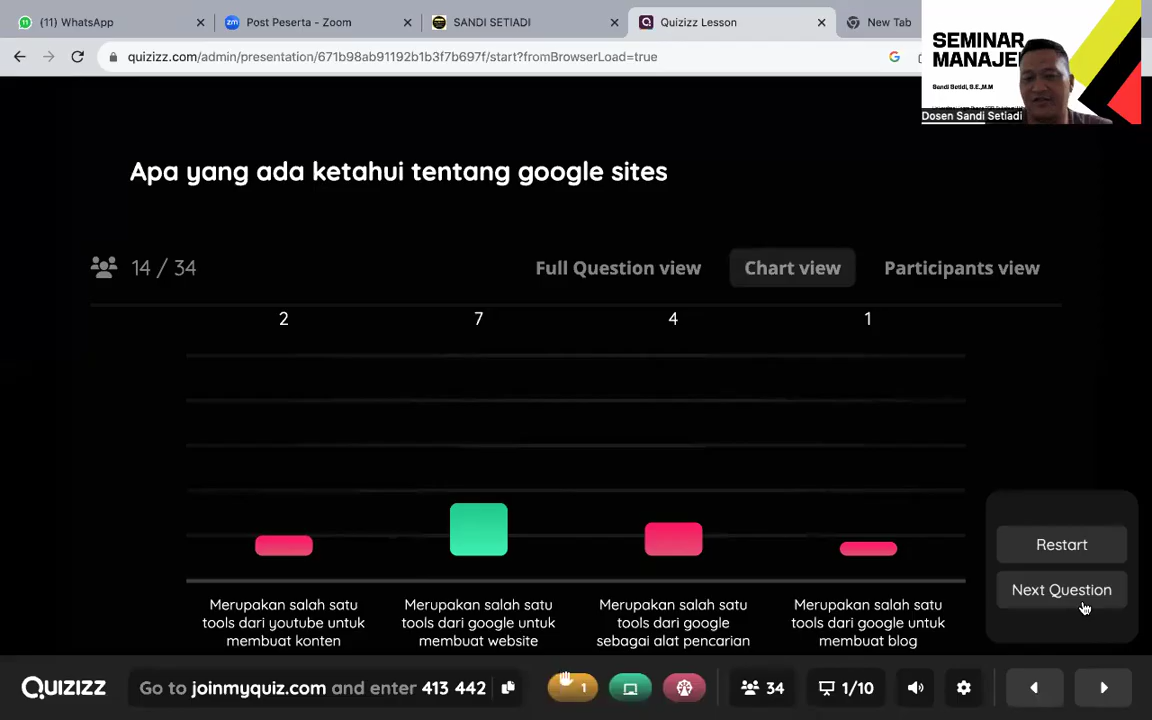 (11) WhatsApp
Post Peserta - Zoom
SANDI SETIADI
Quizizz Lesson
New Tab
quizizz.com/admin/presentation/671b98ab91192b1b3f7b697f/start?fromBrowserLoad=true
SEMINAR
MANAJE
Sandi Setidi, S.E.,M.M
Dosen Sandi Setiadi
Apa yang ada ketahui tentang google sites
14 / 34
Full Question view
Chart view
Participants view
2
7
4
1
Restart
Next Question
Merupakan salah satu
tools dari youtube untuk
membuat konten
Merupakan salah satu
tools dari google untuk
membuat website
Merupakan salah satu
tools dari google
sebagai alat pencarian
Merupakan salah satu
tools dari google untuk
membuat blog
QUIZIZZ
Go to joinmyquiz.com and enter 413 442
1
34
1/10